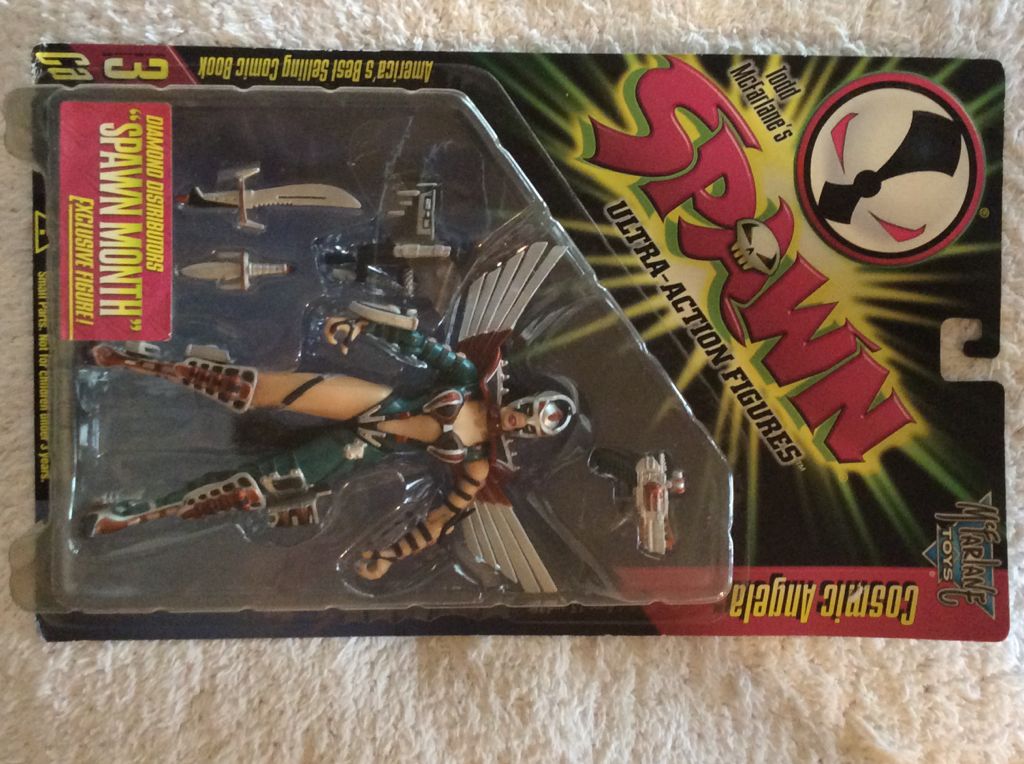 Todd
McFarlane's
SPAWN
ULTRA-ACTION FIGURES™
®
McFARLANE
TOYS®
Cosmic Angela
America's Best Selling Comic Book
DIAMOND DISTRIBUTORS
"SPAWN MONTH"
EXCLUSIVE FIGURE!
3
Small Parts. Not for children under 3 years.